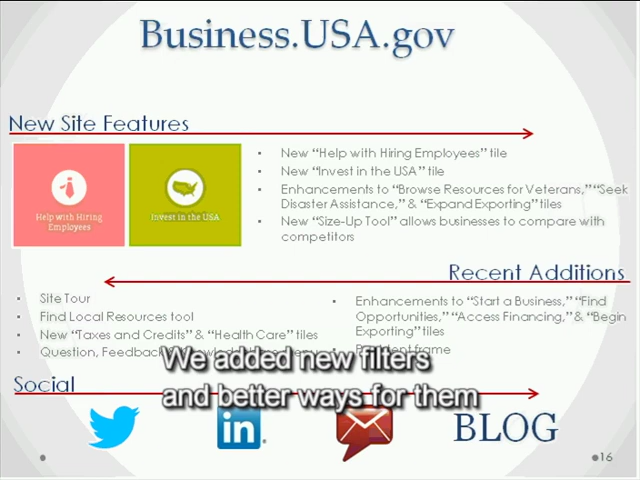 Business.USA.gov
New Site Features
Help with Hiring
Employees
Invest in the USA
New “Help with Hiring Employees” tile
New “Invest in the USA” tile
Enhancements to “Browse Resources for Veterans,” “Seek
Disaster Assistance,” & “Expand Exporting” tiles
New “Size-Up Tool” allows businesses to compare with
competitors
Recent Additions
Site Tour
Find Local Resources tool
New “Taxes and Credits” & “Health Care” tiles
Question, Feedback
Enhancements to “Start a Business,” “Find
Opportunities,” “Access Financing,” & “Begin
Exporting” tiles
frame
We added new filters
and better ways for them
Social
in
BLOG
16